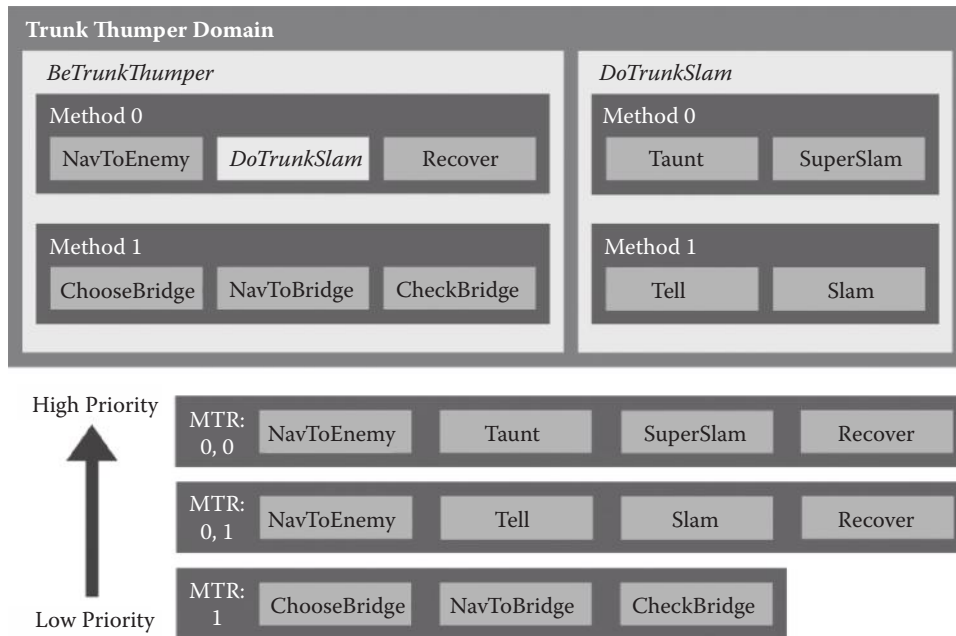 Trunk Thumper Domain
BeTrunkThumper
Method 0
NavToEnemy DoTrunkSlam Recover
Method 1
ChooseBridge NavToBridge CheckBridge
DoTrunkSlam
Method 0
Taunt SuperSlam
Method 1
Tell Slam
High Priority
MTR:
0, 0
NavToEnemy Taunt SuperSlam Recover
MTR:
0, 1
NavToEnemy Tell Slam Recover
MTR:
1
ChooseBridge NavToBridge CheckBridge
Low Priority